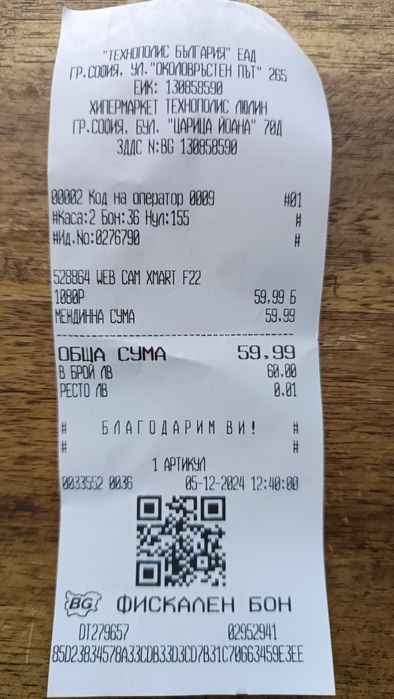 "ТЕХНОПОЛИС БЪЛГАРИЯ" ЕАД
ГР.СОФИЯ, УЛ."ОКОЛОВРЪСТЕН ПЪТ" 265
ЕИК: 130858590
ХИПЕРМАРКЕТ ТЕХНОПОЛИС ЛЮЛИН
ГР.СОФИЯ, БУЛ. "ЦАРИЦА ЙОАНА" 70Д
ЗДДС N:BG 130858590
00002 Код на оператор 0009 #01
#Каса:2 Бон:36 Нул:155 #
#Ид.No:0276790 #
528864 WEB CAM XMART F22
1080P 59,99 Б
МЕЖДИННА СУМА 59.99
ОБЩА СУМА 59,99
В БРОЙ ЛВ 60.00
РЕСТО ЛВ 0.01
# БЛАГОДАРИМ ВИ! #
# #
1 АРТИКУЛ
0033552 0036 05-12-2024 12:40:00
BG ФИСКАЛЕН БОН
DT279657 02952941
85D23834578A33CDB33D3CD7B31C70663459E3EE